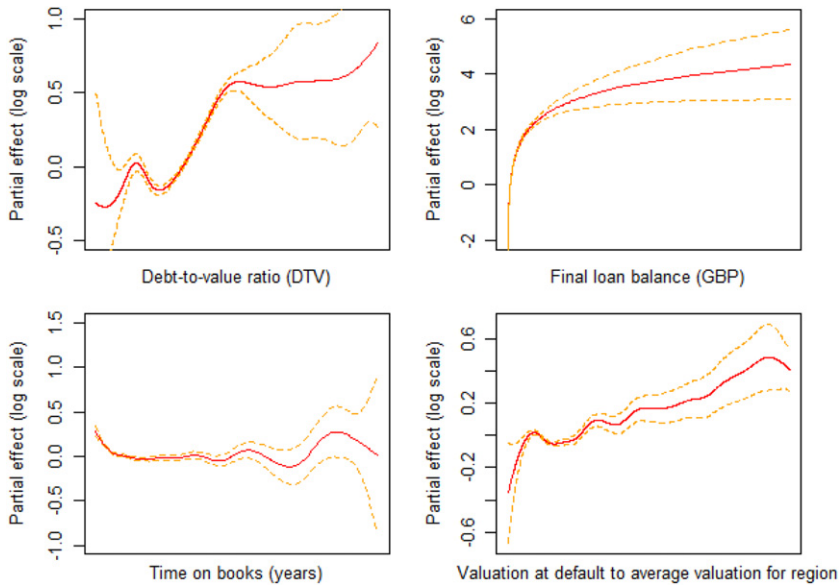 Partial effect (log scale)
1.0
0.5
0.0
-0.5
Debt-to-value ratio (DTV)
Partial effect (log scale)
6
4
2
0
-2
Final loan balance (GBP)
Partial effect (log scale)
1.5
1.0
0.5
0.0
-0.5
-1.0
Time on books (years)
Partial effect (log scale)
0.6
0.2
-0.2
-0.6
Valuation at default to average valuation for region